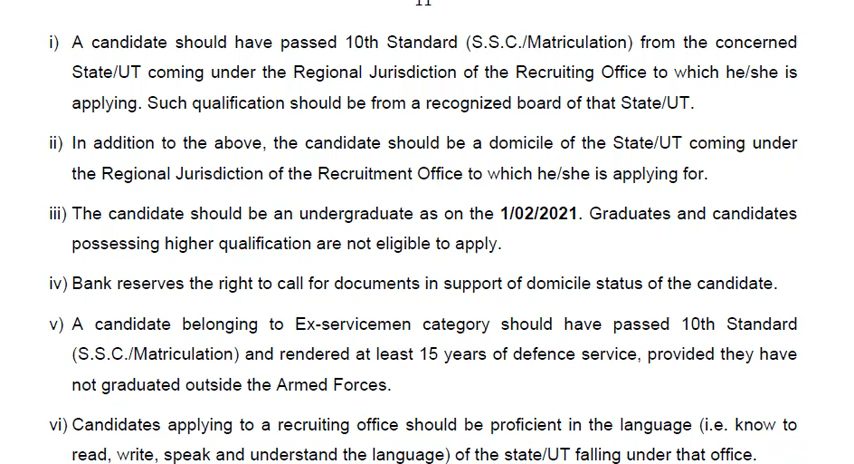 11
i) A candidate should have passed 10th Standard (S.S.C./Matriculation) from the concerned
State/UT coming under the Regional Jurisdiction of the Recruiting Office to which he/she is
applying. Such qualification should be from a recognized board of that State/UT.
ii) In addition to the above, the candidate should be a domicile of the State/UT coming under
the Regional Jurisdiction of the Recruitment Office to which he/she is applying for.
iii) The candidate should be an undergraduate as on the 1/02/2021. Graduates and candidates
possessing higher qualification are not eligible to apply.
iv) Bank reserves the right to call for documents in support of domicile status of the candidate.
v) A candidate belonging to Ex-servicemen category should have passed 10th Standard
(S.S.C./Matriculation) and rendered at least 15 years of defence service, provided they have
not graduated outside the Armed Forces.
vi) Candidates applying to a recruiting office should be proficient in the language (i.e. know to
read, write, speak and understand the language) of the state/UT falling under that office.